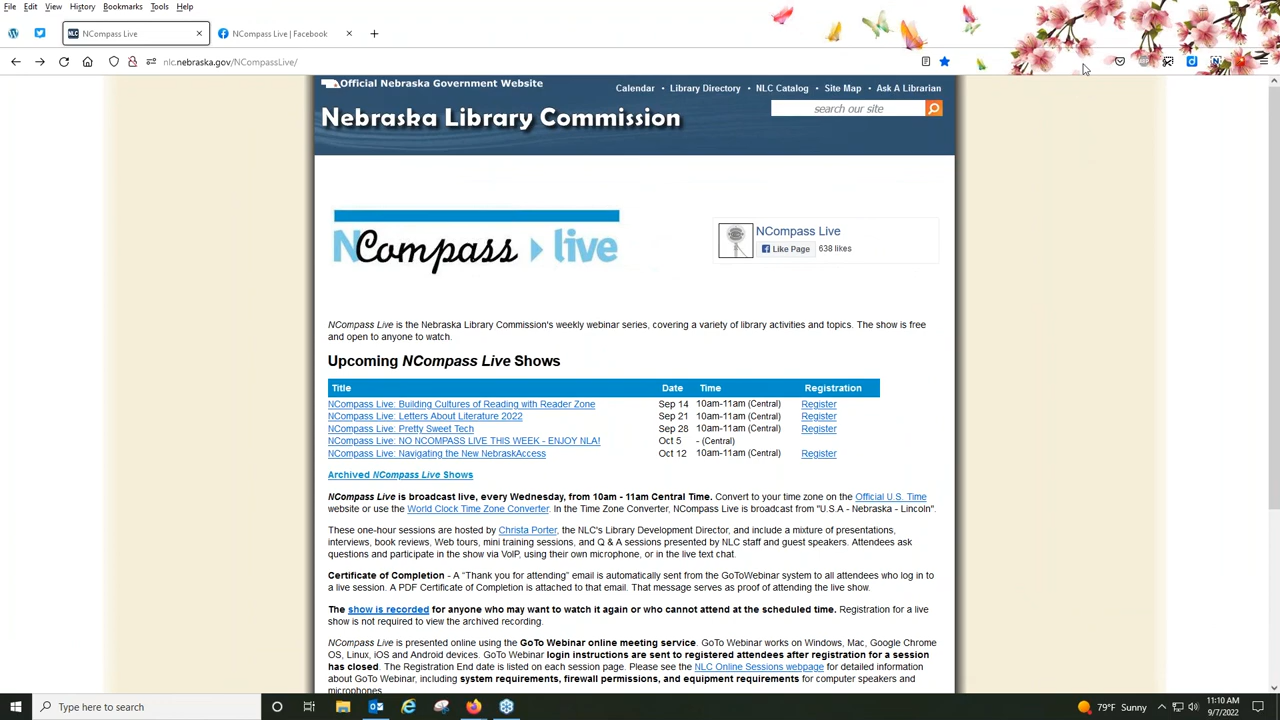 File Edit View History Bookmarks Tools Help
NCompass Live
NCompass Live | Facebook
nlc.nebraska.gov/NCompassLive/
Official Nebraska Government Website
Calendar • Library Directory • NLC Catalog • Site Map • Ask A Librarian
Nebraska Library Commission
search our site
NCompass live
NCompass Live
Like Page 638 likes
NCompass Live is the Nebraska Library Commission's weekly webinar series, covering a variety of library activities and topics. The show is free
and open to anyone to watch.
Upcoming NCompass Live Shows
Title Date Time Registration
NCompass Live: Building Cultures of Reading with Reader Zone Sep 14 10am-11am (Central) Register
NCompass Live: Letters About Literature 2022 Sep 21 10am-11am (Central) Register
NCompass Live: Pretty Sweet Tech Sep 28 10am-11am (Central) Register
NCompass Live: NO NCOMPASS LIVE THIS WEEK - ENJOY NLA! Oct 5 - (Central)
NCompass Live: Navigating the New NebraskAccess Oct 12 10am-11am (Central) Register
Archived NCompass Live Shows
NCompass Live is broadcast live, every Wednesday, from 10am - 11am Central Time. Convert to your time zone on the Official U.S. Time
website or use the World Clock Time Zone Converter. In the Time Zone Converter, NCompass Live is broadcast from "U.S.A - Nebraska - Lincoln".
These one-hour sessions are hosted by Christa Porter, the NLC's Library Development Director, and include a mixture of presentations,
interviews, book reviews, Web tours, mini training sessions, and Q & A sessions presented by NLC staff and guest speakers. Attendees ask
questions and participate in the show via VoIP, using their own microphone, or in the live text chat.
Certificate of Completion - A "Thank you for attending" email is automatically sent from the GoToWebinar system to all attendees who log in to
a live session. A PDF Certificate of Completion is attached to that email. That message serves as proof of attending the live show.
The show is recorded for anyone who may want to watch it again or who cannot attend at the scheduled time. Registration for a live
show is not required to view the archived recording.
NCompass Live is presented online using the GoTo Webinar online meeting service. GoTo Webinar works on Windows, Mac, Google Chrome
OS, Linux, iOS and Android devices. GoTo Webinar login instructions are sent to registered attendees after registration for a session
has closed. The Registration End date is listed on each session page. Please see the NLC Online Sessions webpage for detailed information
about GoTo Webinar, including system requirements, firewall permissions, and equipment requirements for computer speakers and
microphones.
Type here to search
79°F Sunny
11:10 AM
9/7/2022